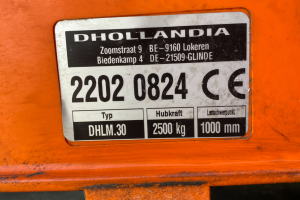 DHOLLANDIA
Zoomstraat 9 BE-9160 Lokeren
Biedenkamp 4 DE-21509-GLINDE
2202 0824 CE
Typ Hubkraft Lastschwerpunkt
DHLM.30 2500 kg 1000 mm